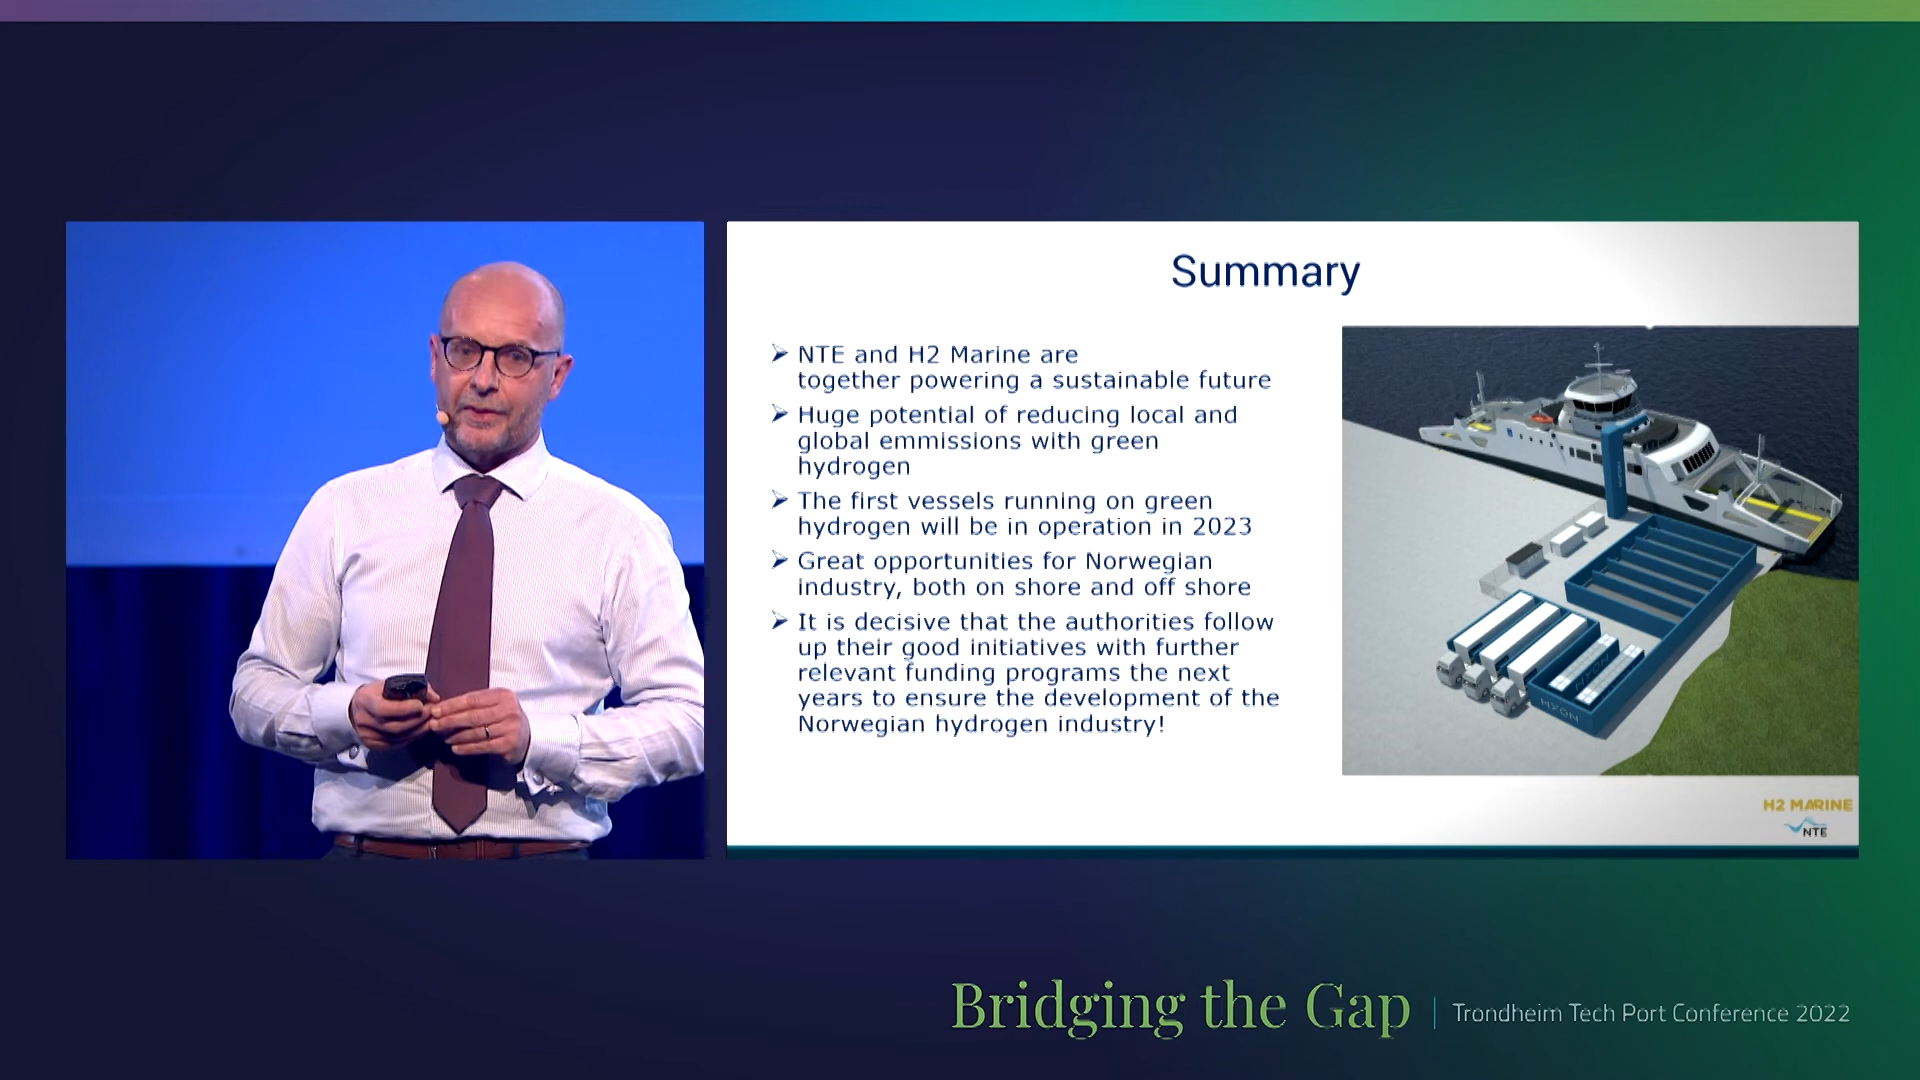 Summary
NTE and H2 Marine are
together powering a sustainable future
Huge potential of reducing local and
global emmissions with green
hydrogen
The first vessels running on green
hydrogen will be in operation in 2023
Great opportunities for Norwegian
industry, both on shore and off shore
It is decisive that the authorities follow
up their good initiatives with further
relevant funding programs the next
years to ensure the development of the
Norwegian hydrogen industry!
HYON
H2 MARINE
NTE
Bridging the Gap | Trondheim Tech Port Conference 2022